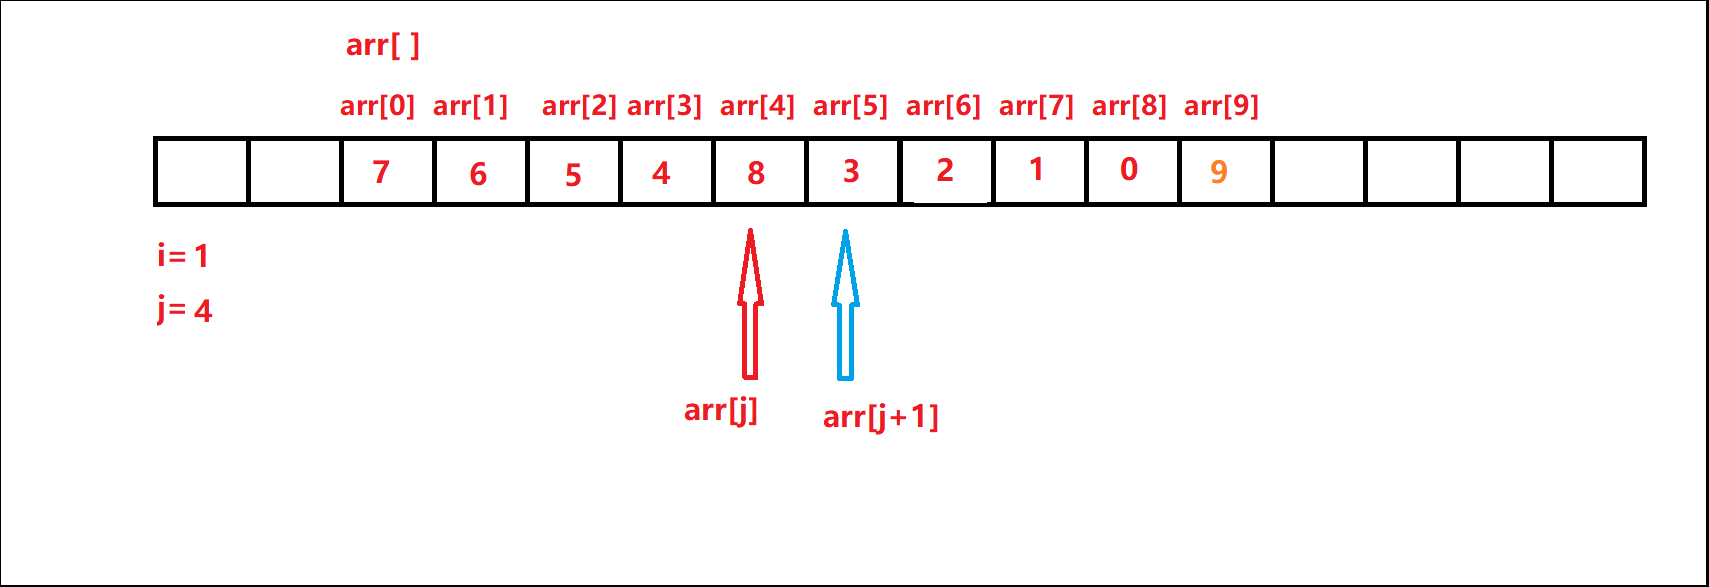 arr[ ]
arr[0] arr[1] arr[2] arr[3] arr[4] arr[5] arr[6] arr[7] arr[8] arr[9]
7 6 5 4 8 3 2 1 0 9
i= 1
j= 4
arr[j] arr[j+1]